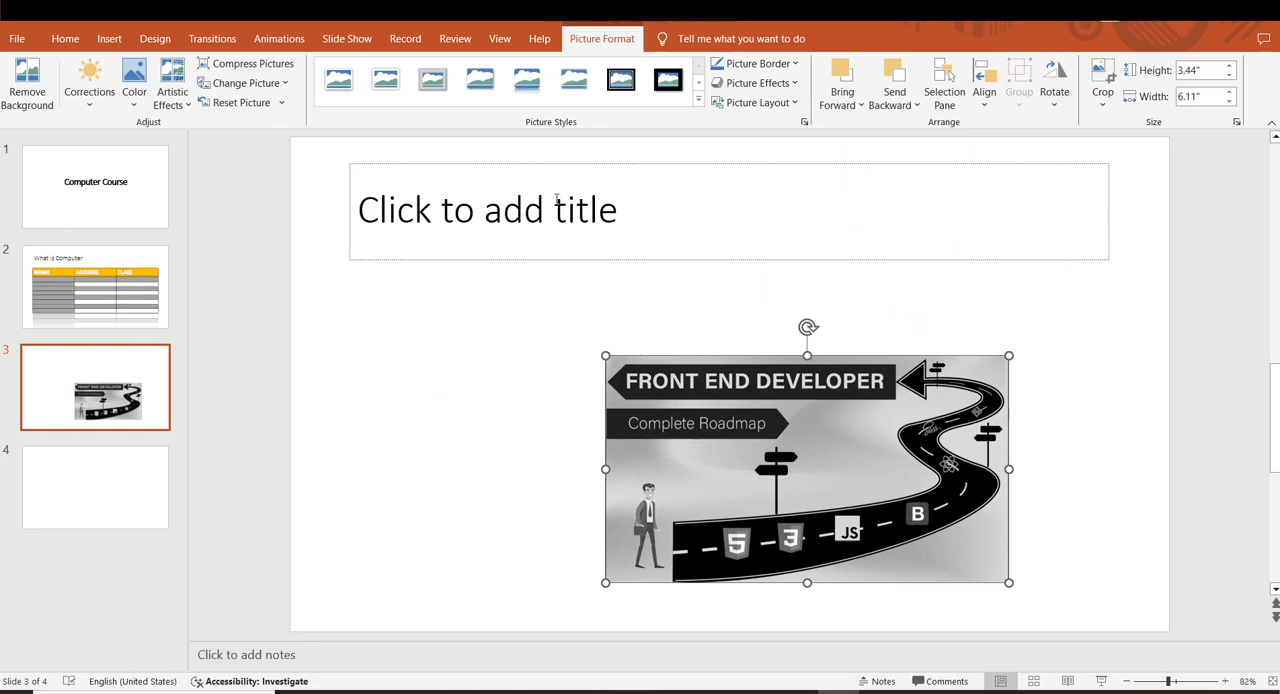 File Home Insert Design Transitions Animations Slide Show Record Review View Help Picture Format Tell me what you want to do
Remove Background
Corrections
Color
Artistic Effects
Compress Pictures
Change Picture
Reset Picture
Adjust
Picture Border
Picture Effects
Picture Layout
Picture Styles
Bring Forward
Send Backward
Selection Pane
Align
Group
Rotate
Arrange
Crop
Height: 3.44"
Width: 6.11"
Size
1
Computer Course
2
What is Computer
NAME ADDRESS CLASS
3
FRONT END DEVELOPER
Complete Roadmap
4
Click to add title
FRONT END DEVELOPER
Complete Roadmap
5 3 JS B
Click to add notes
Slide 3 of 4 English (United States) Accessibility: Investigate Notes Comments 82%